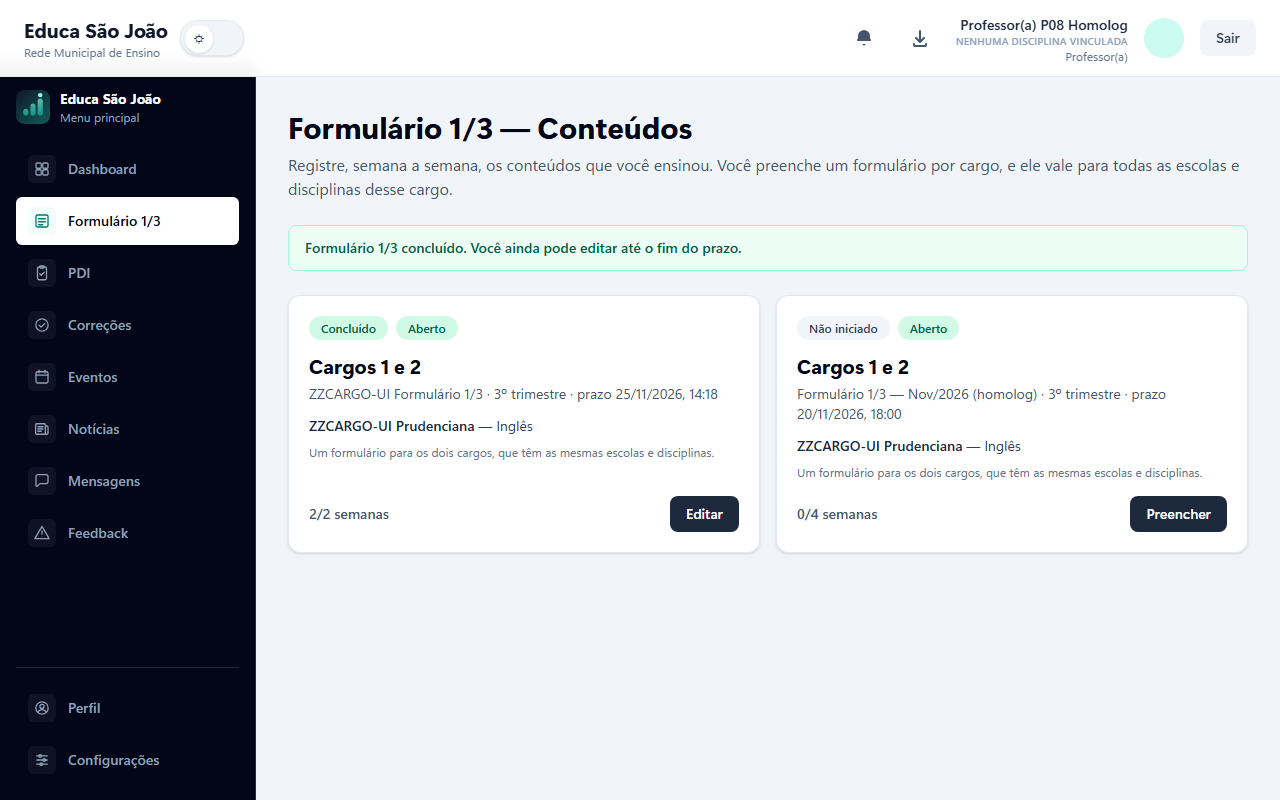 Educa São João
Rede Municipal de Ensino
Professor(a) P08 Homolog
NENHUMA DISCIPLINA VINCULADA
Professor(a)
Sair
Educa São João
Menu principal
Dashboard
Formulário 1/3
PDI
Correções
Eventos
Notícias
Mensagens
Feedback
Perfil
Configurações
Formulário 1/3 — Conteúdos
Registre, semana a semana, os conteúdos que você ensinou. Você preenche um formulário por cargo, e ele vale para todas as escolas e
disciplinas desse cargo.
Formulário 1/3 concluído. Você ainda pode editar até o fim do prazo.
Concluído
Aberto
Cargos 1 e 2
ZZCARGO-UI Formulário 1/3 · 3º trimestre · prazo 25/11/2026, 14:18
ZZCARGO-UI Prudenciana — Inglês
Um formulário para os dois cargos, que têm as mesmas escolas e disciplinas.
2/2 semanas
Editar
Não iniciado
Aberto
Cargos 1 e 2
Formulário 1/3 — Nov/2026 (homolog) · 3º trimestre · prazo
20/11/2026, 18:00
ZZCARGO-UI Prudenciana — Inglês
Um formulário para os dois cargos, que têm as mesmas escolas e disciplinas.
0/4 semanas
Preencher